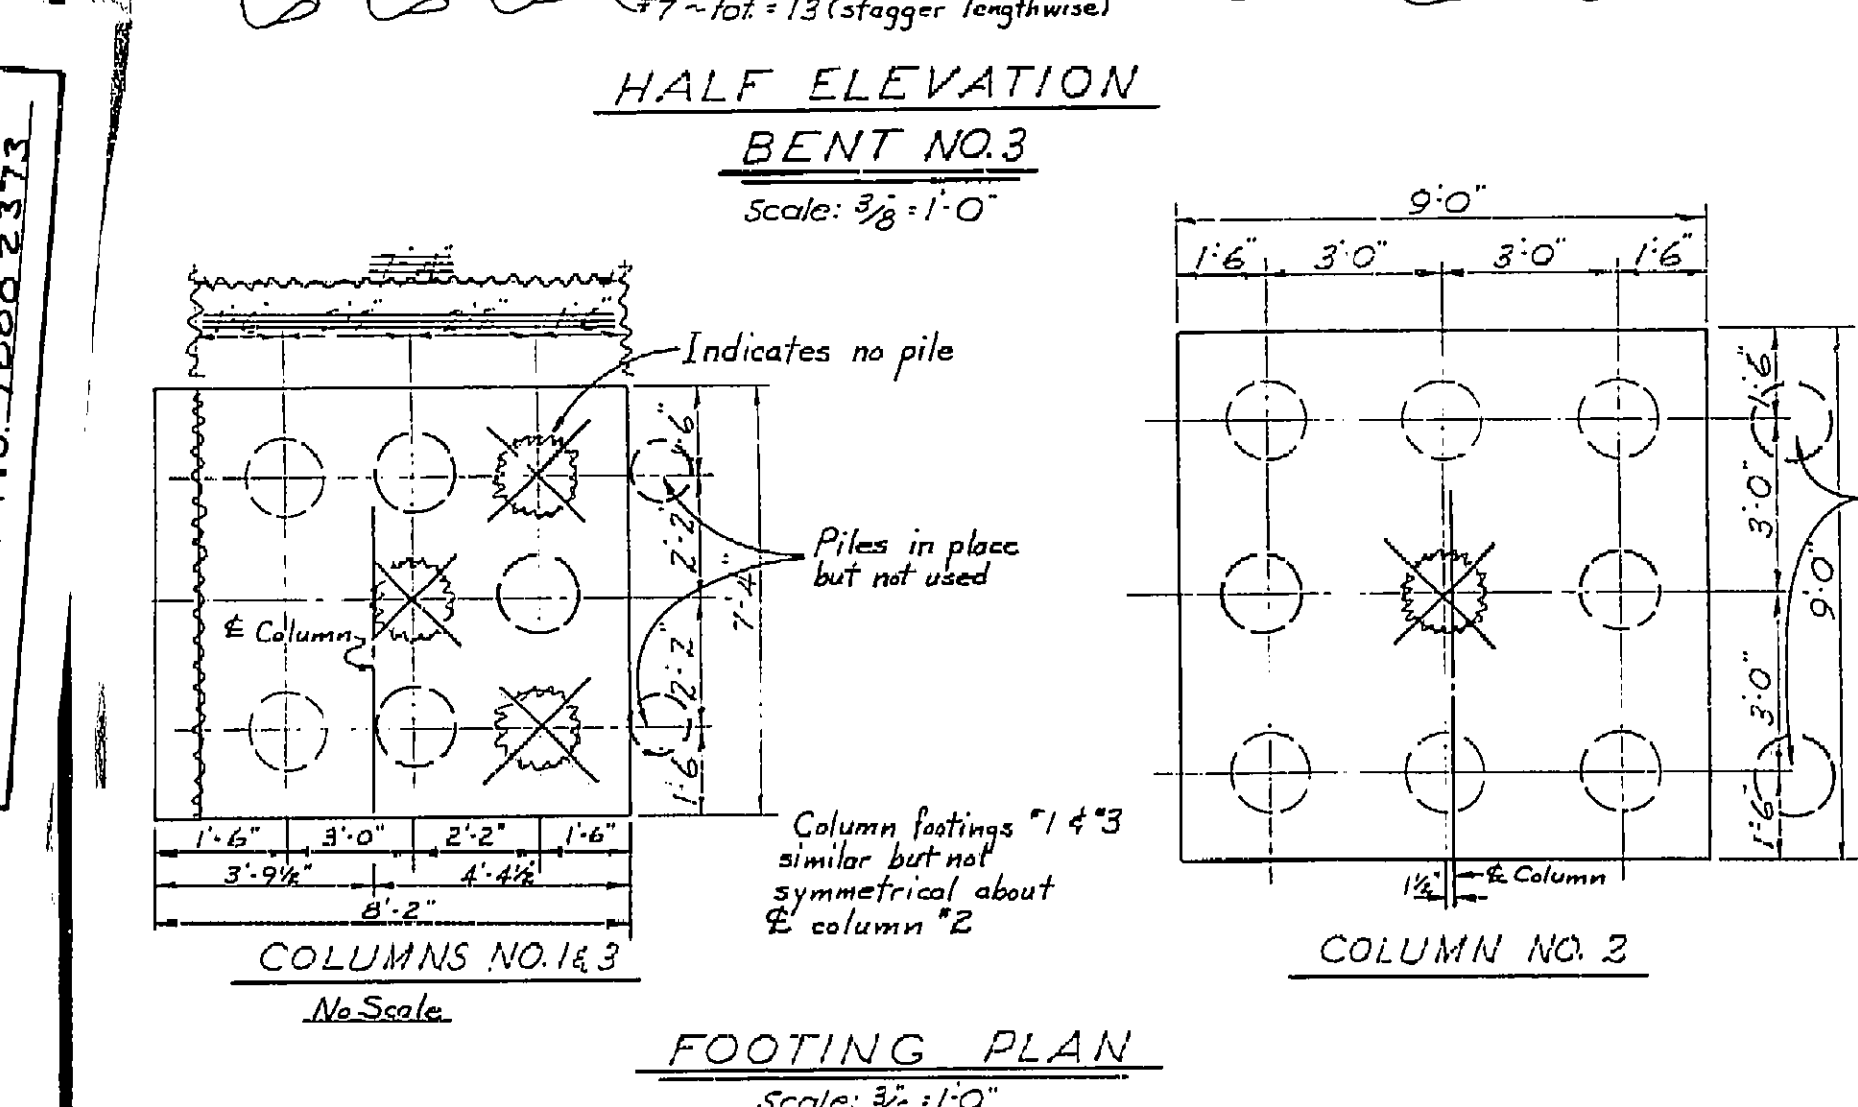 #7 ~ tot. = 13 (stagger lengthwise)
HALF ELEVATION
BENT NO. 3
Scale: 3/8" = 1'-0"
Indicates no pile
Piles in place
but not used
1'-6"
2'-2"
2'-2"
1'-6"
7'-4"
₵ Column
1'-6" 3'-0" 2'-2" 1'-6"
3'-9½" 4'-4½"
8'-2"
COLUMNS NO. 1 & 3
No Scale
Column footings #1 & #3
similar but not
symmetrical about
₵ column #2
9'-0"
1'-6" 3'-0" 3'-0" 1'-6"
1'-6"
3'-0"
3'-0"
1'-6"
9'-0"
₵ Column
COLUMN NO. 2
FOOTING PLAN
Scale: = 1'-0"
2373